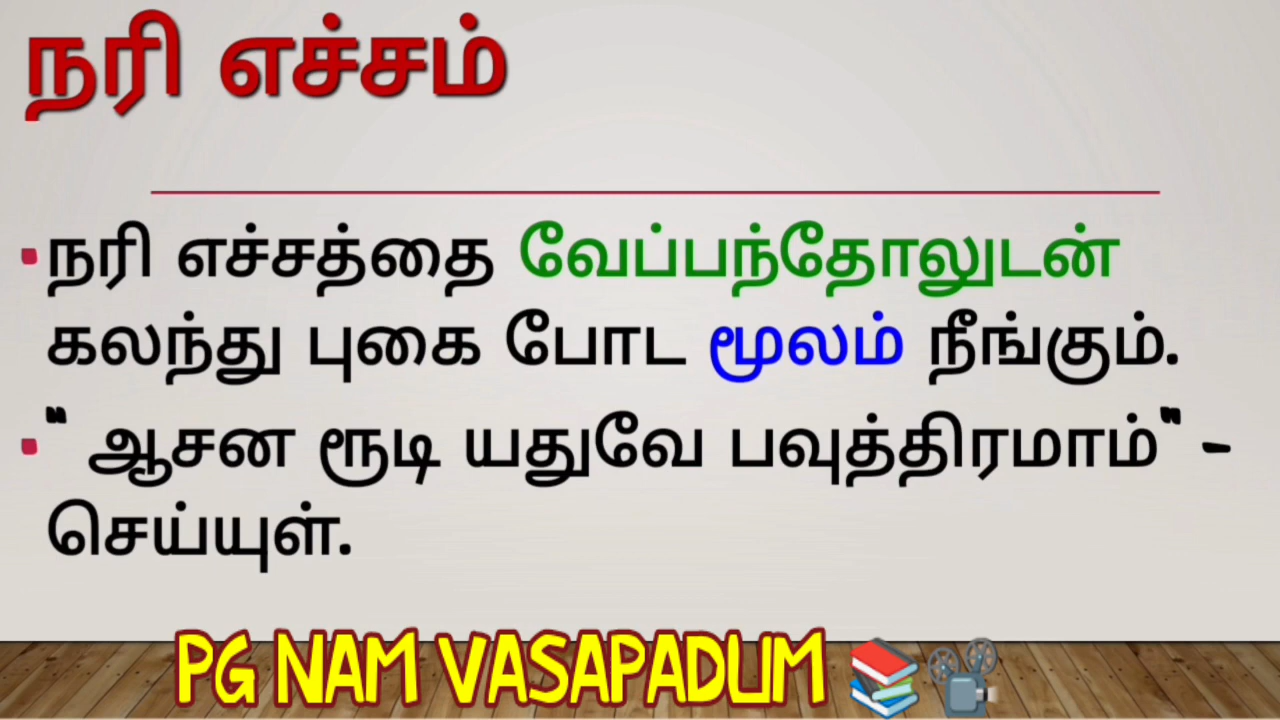 நரி எச்சம்
▪நரி எச்சத்தை வேப்பந்தோலுடன்
கலந்து புகை போட மூலம் நீங்கும்.
▪" ஆசன ரூடி யதுவே பவுத்திரமாம்" -
செய்யுள்.
PG NAM VASAPADUM 📚📽